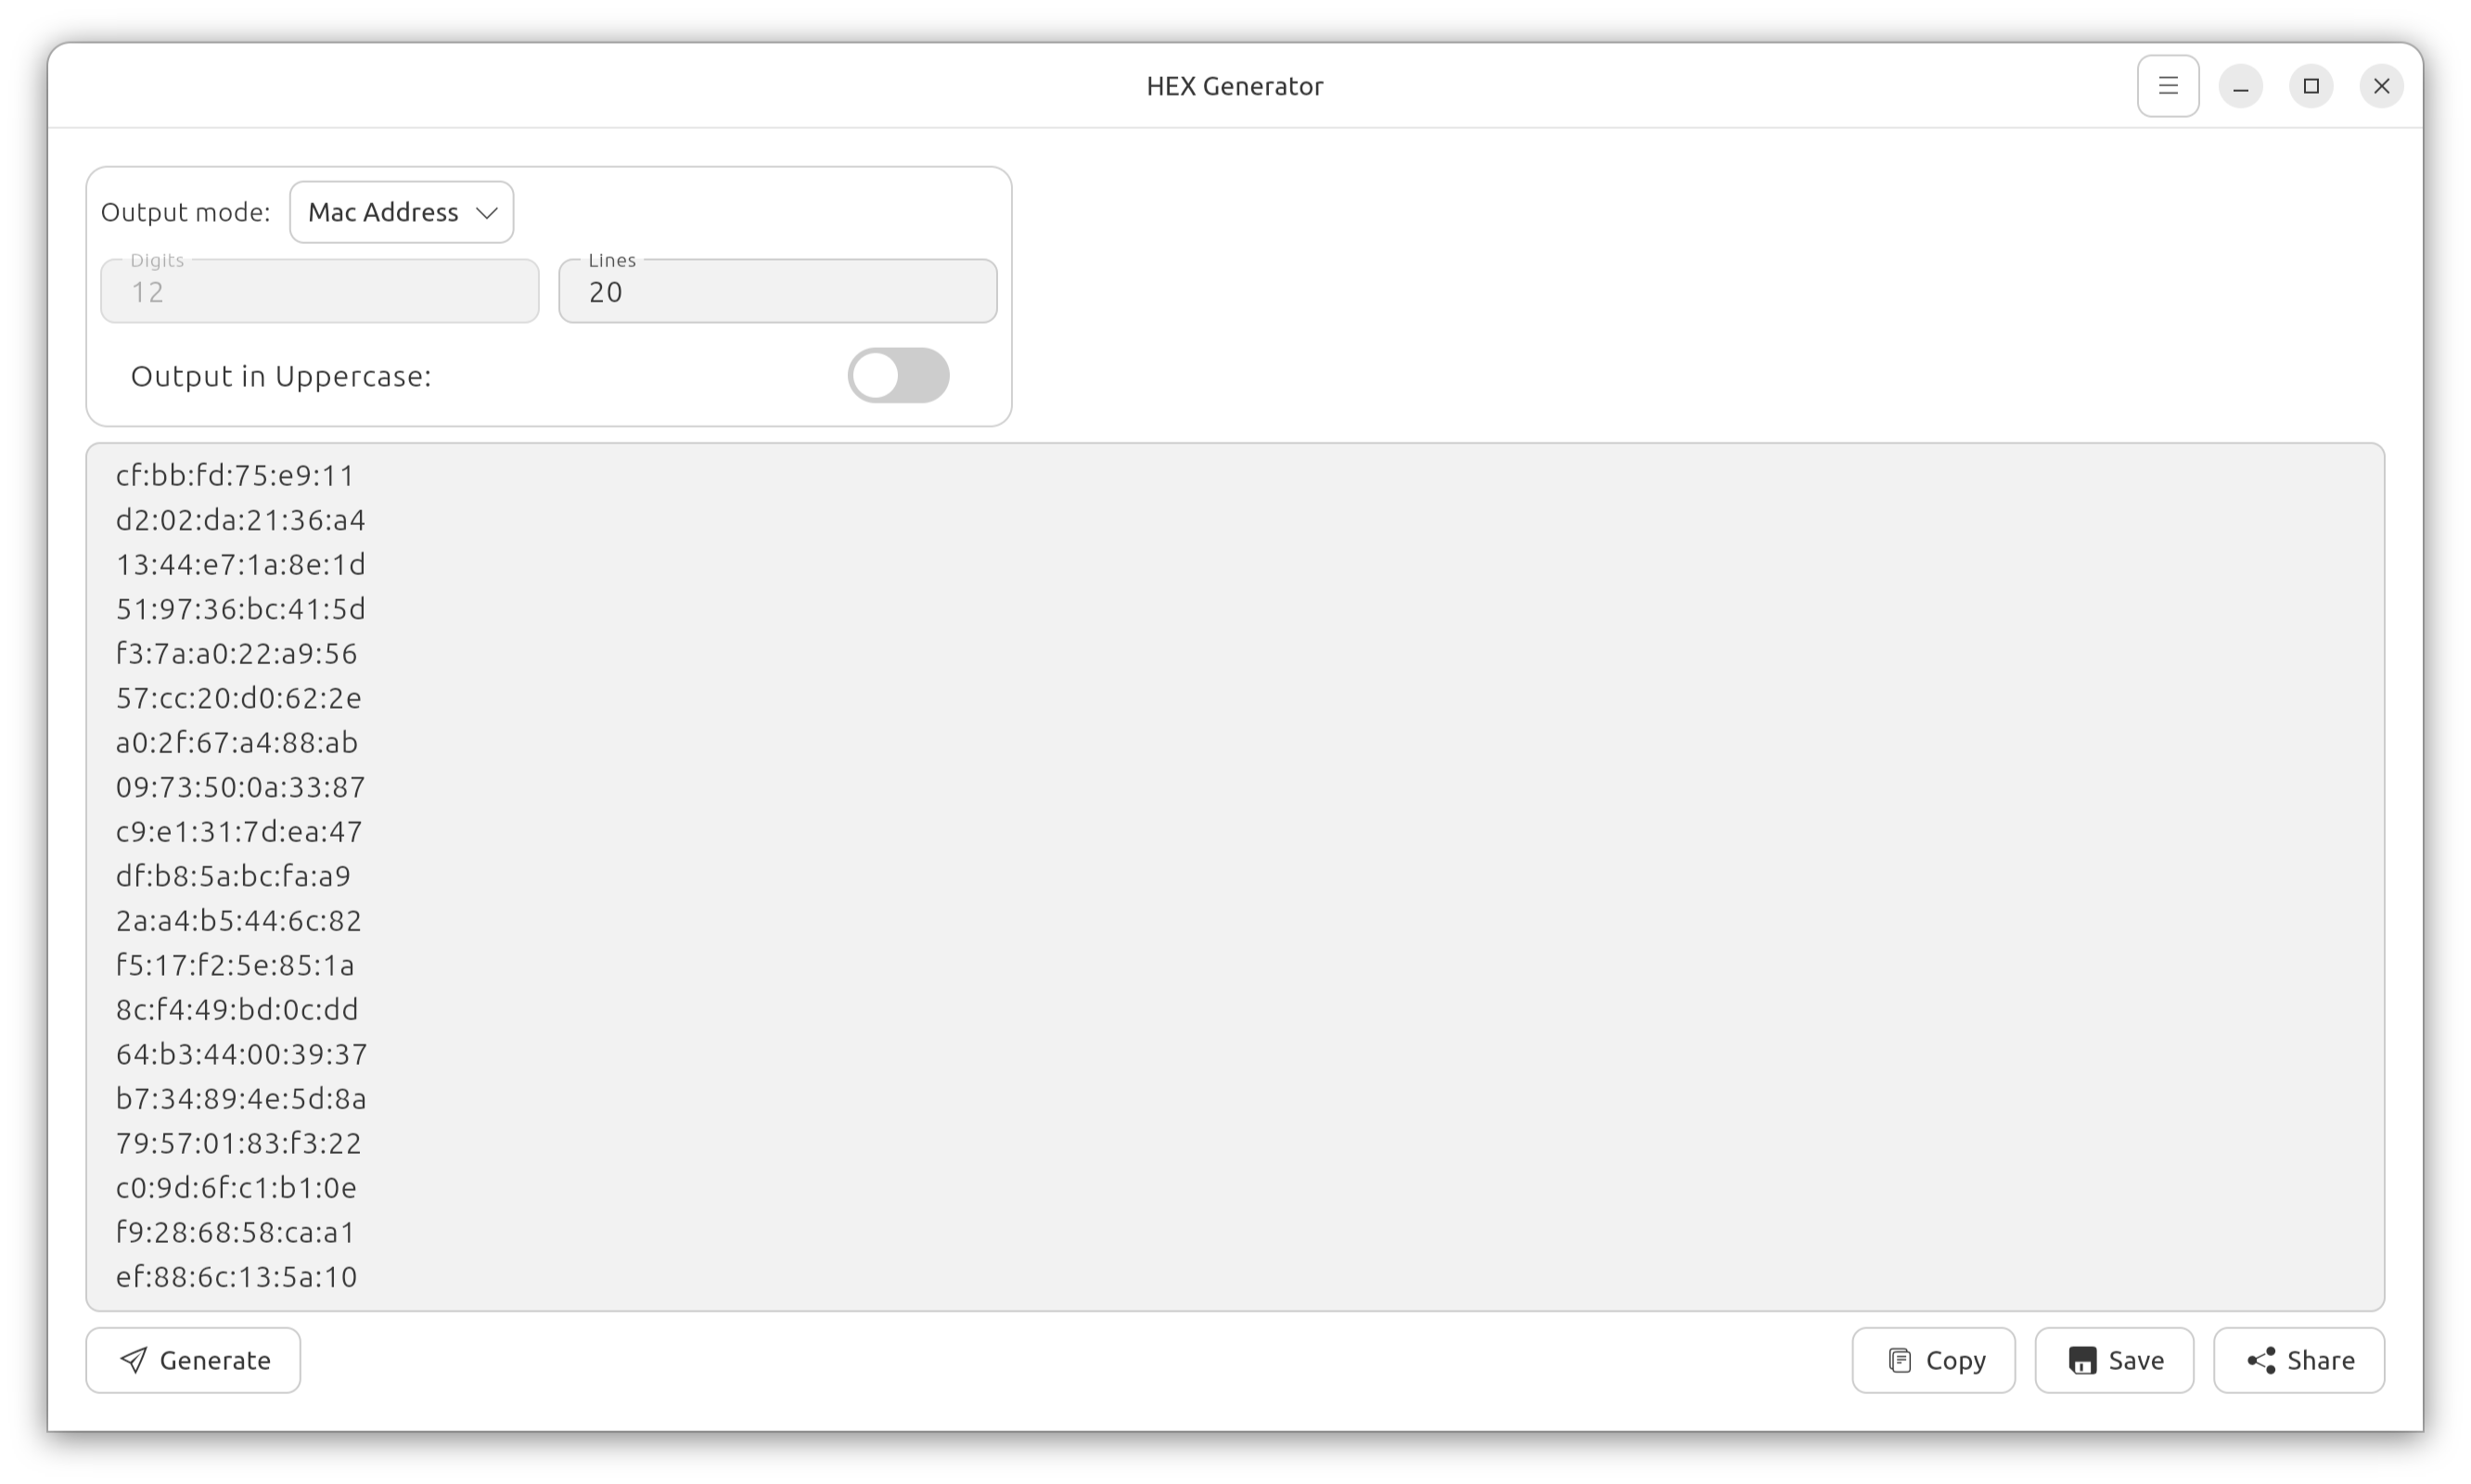 HEX Generator
Output mode: Mac Address
Digits
12
Lines
20
Output in Uppercase:
cf:bb:fd:75:e9:11
d2:02:da:21:36:a4
13:44:e7:1a:8e:1d
51:97:36:bc:41:5d
f3:7a:a0:22:a9:56
57:cc:20:d0:62:2e
a0:2f:67:a4:88:ab
09:73:50:0a:33:87
c9:e1:31:7d:ea:47
df:b8:5a:bc:fa:a9
2a:a4:b5:44:6c:82
f5:17:f2:5e:85:1a
8c:f4:49:bd:0c:dd
64:b3:44:00:39:37
b7:34:89:4e:5d:8a
79:57:01:83:f3:22
c0:9d:6f:c1:b1:0e
f9:28:68:58:ca:a1
ef:88:6c:13:5a:10
Generate
Copy
Save
Share